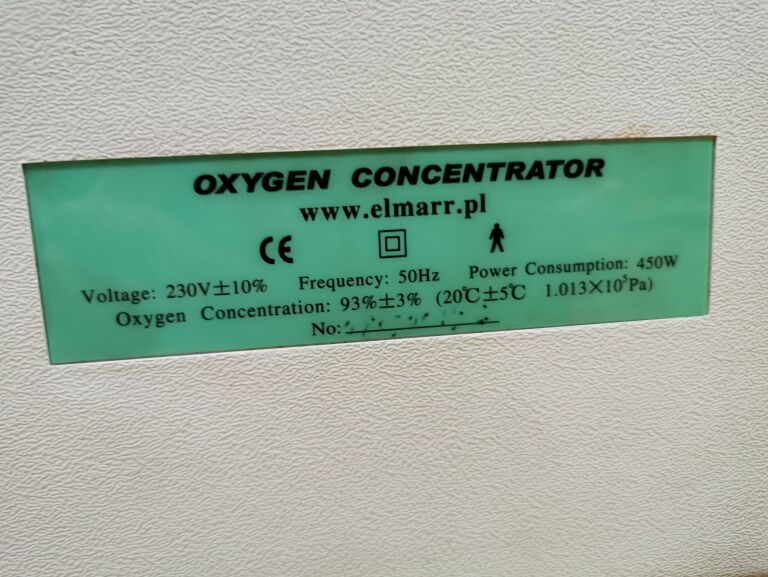 OXYGEN CONCENTRATOR
www.elmarr.pl
CE
Voltage: 230V±10% Frequency: 50Hz Power Consumption: 450W
Oxygen Concentration: 93%±3% (20℃±5℃ 1.013×10⁵Pa)
No: